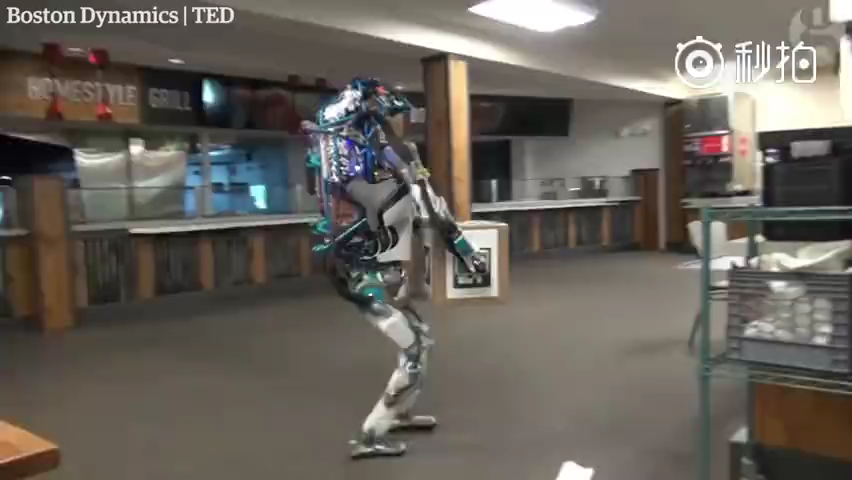 Boston Dynamics | TED
秒拍
HOMESTYLE GRILL